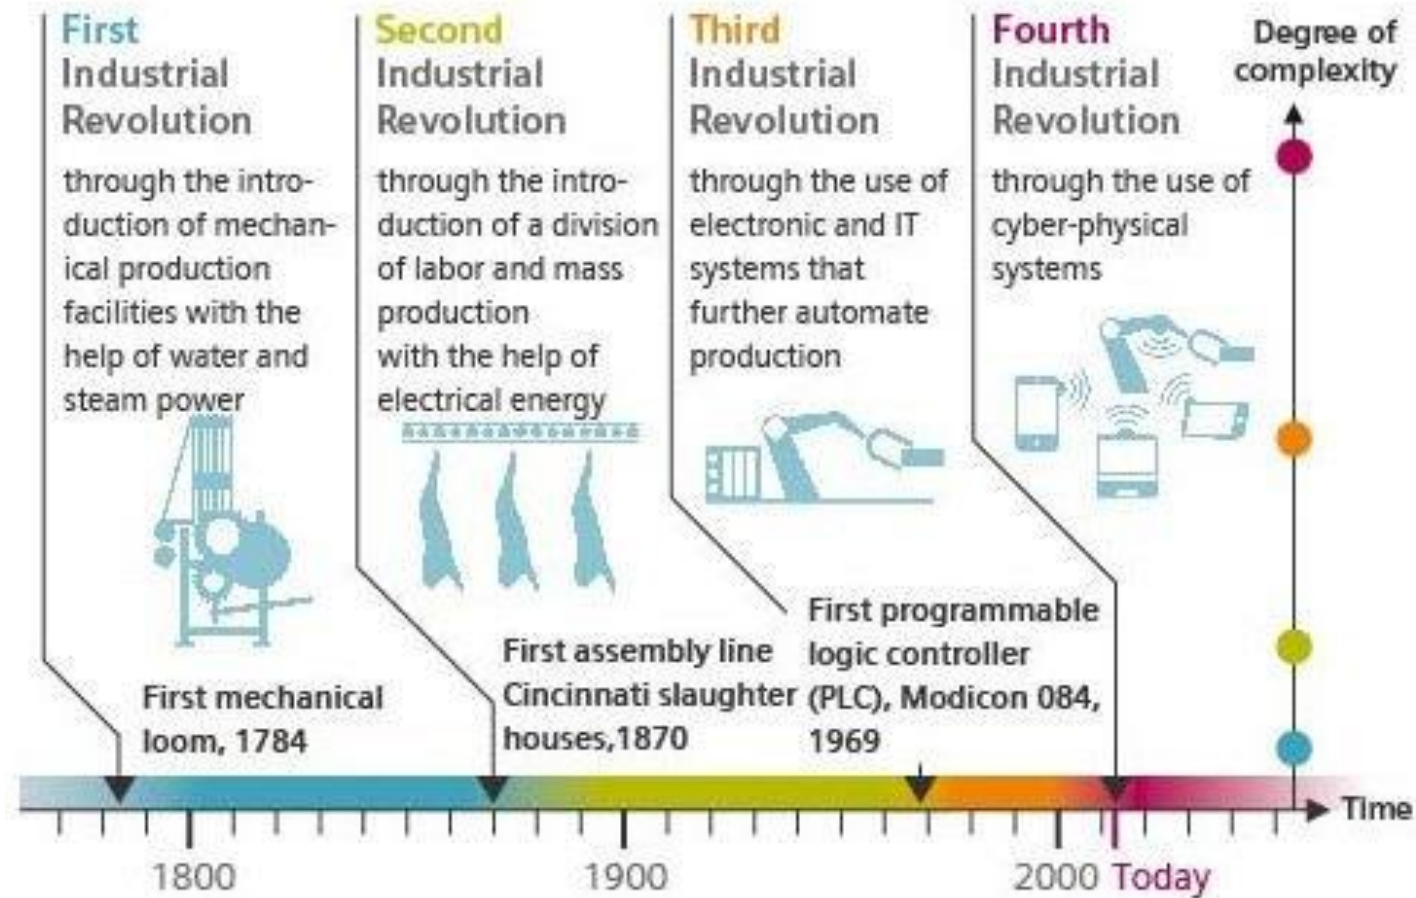 First
Industrial
Revolution
through the intro-
duction of mechan-
ical production
facilities with the
help of water and
steam power
Second
Industrial
Revolution
through the intro-
duction of a division
of labor and mass
production
with the help of
electrical energy
Third
Industrial
Revolution
through the use of
electronic and IT
systems that
further automate
production
Fourth
Industrial
Revolution
through the use of
cyber-physical
systems
Degree of
complexity
First mechanical
loom, 1784
First assembly line
Cincinnati slaughter
houses,1870
First programmable
logic controller
(PLC), Modicon 084,
1969
Time
1800
1900
2000
Today